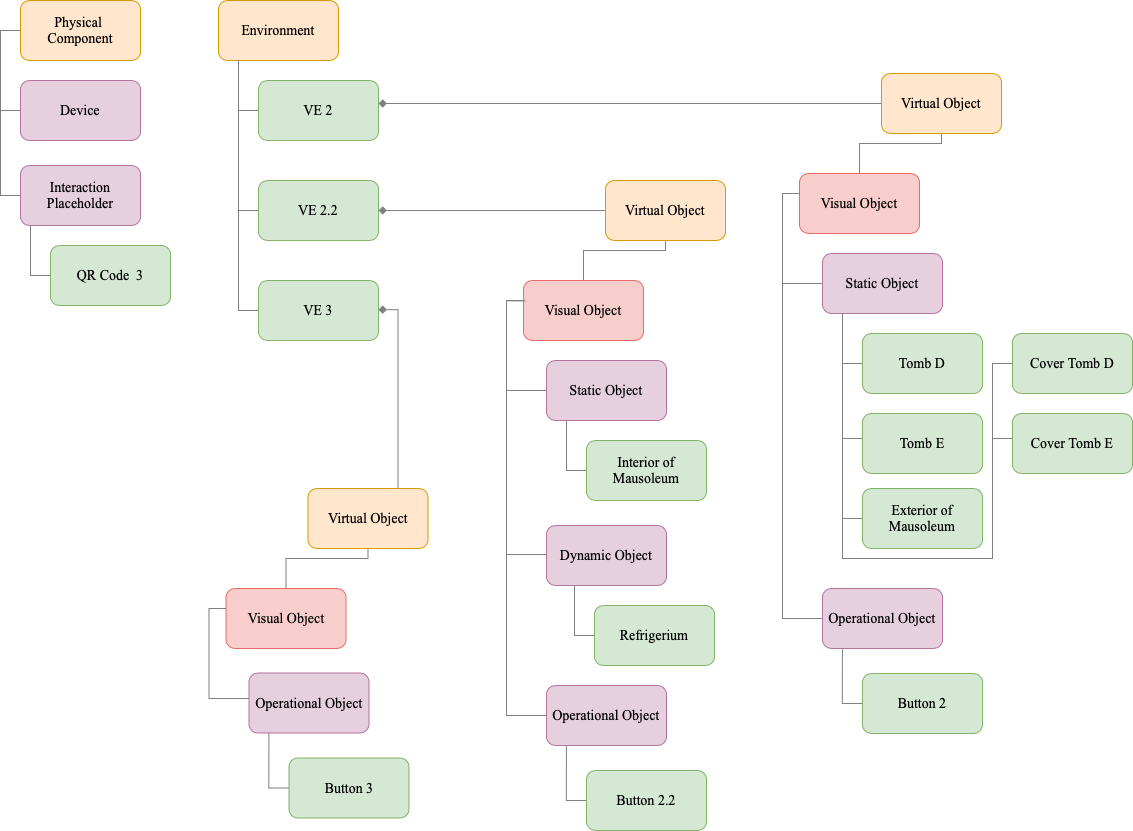 Physical
Component
Device
Interaction
Placeholder
QR Code  3
Environment
VE 2
VE 2.2
VE 3
Virtual Object
Visual Object
Operational Object
Button 3
Virtual Object
Visual Object
Static Object
Interior of
Mausoleum
Dynamic Object
Refrigerium
Operational Object
Button 2.2
Virtual Object
Visual Object
Static Object
Tomb D
Cover Tomb D
Tomb E
Cover Tomb E
Exterior of
Mausoleum
Operational Object
Button 2